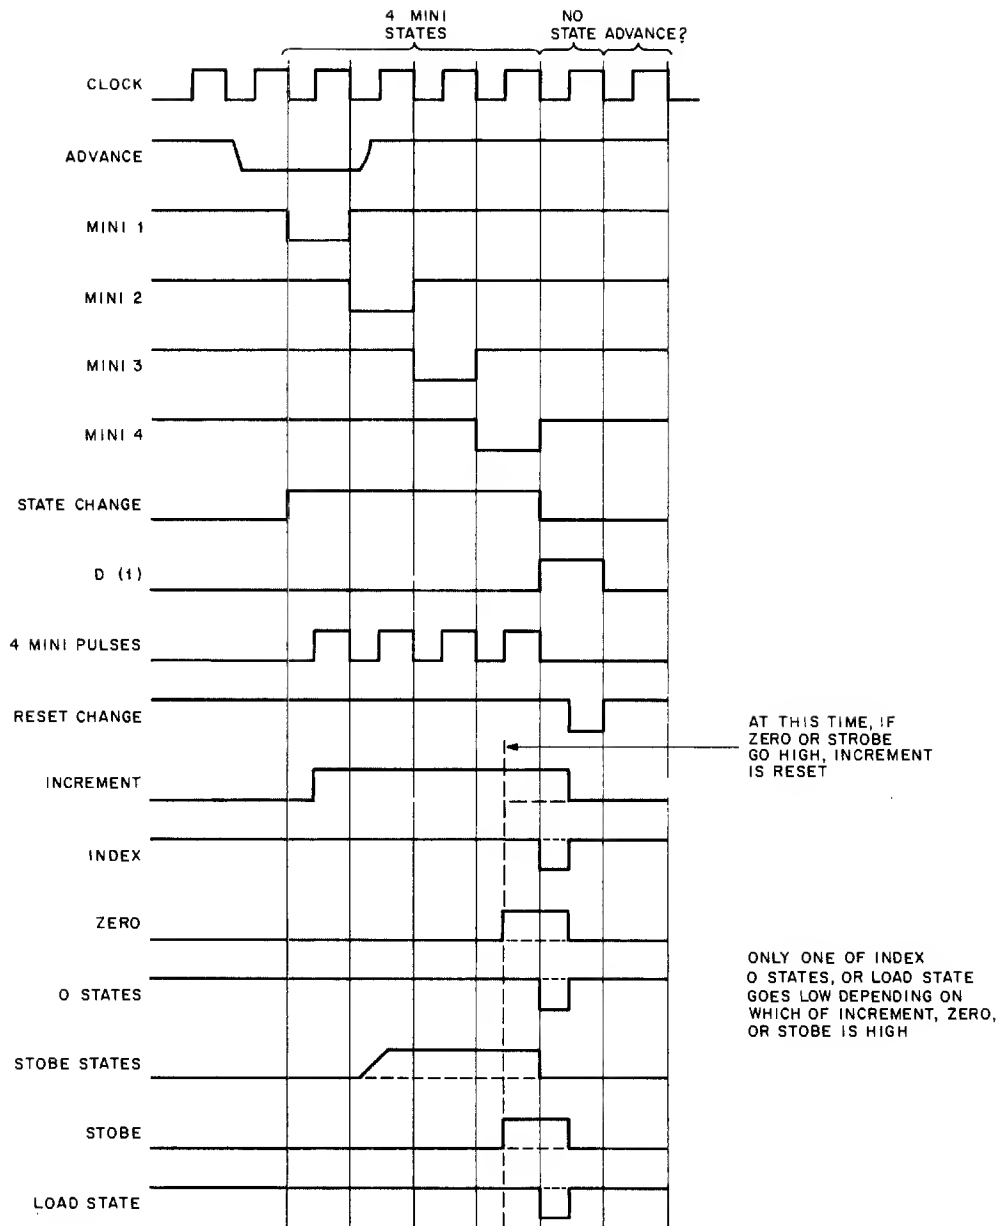 4 MINI
STATES
NO
STATE ADVANCE?
CLOCK
ADVANCE
MINI 1
MINI 2
MINI 3
MINI 4
STATE CHANGE
D (1)
4 MINI PULSES
RESET CHANGE
AT THIS TIME, IF
ZERO OR STROBE
GO HIGH, INCREMENT
IS RESET
INCREMENT
INDEX
ZERO
ONLY ONE OF INDEX
O STATES, OR LOAD STATE
GOES LOW DEPENDING ON
WHICH OF INCREMENT, ZERO,
OR STOBE IS HIGH
O STATES
STOBE STATES
STOBE
LOAD STATE